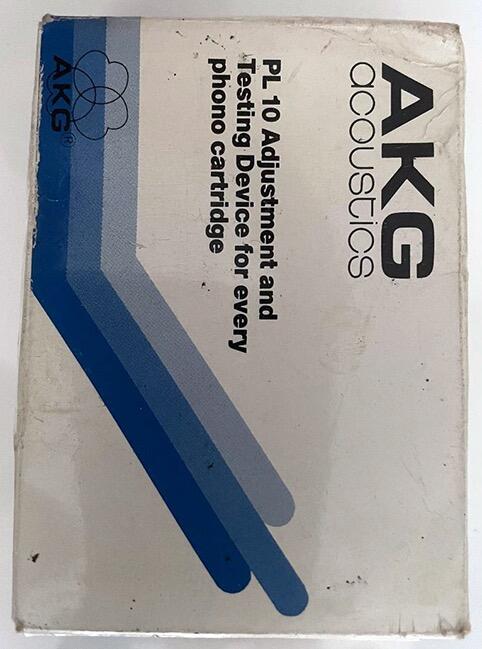 AKG
acoustics
PL 10 Adjustment and
Testing Device for every
phono cartridge
AKG®